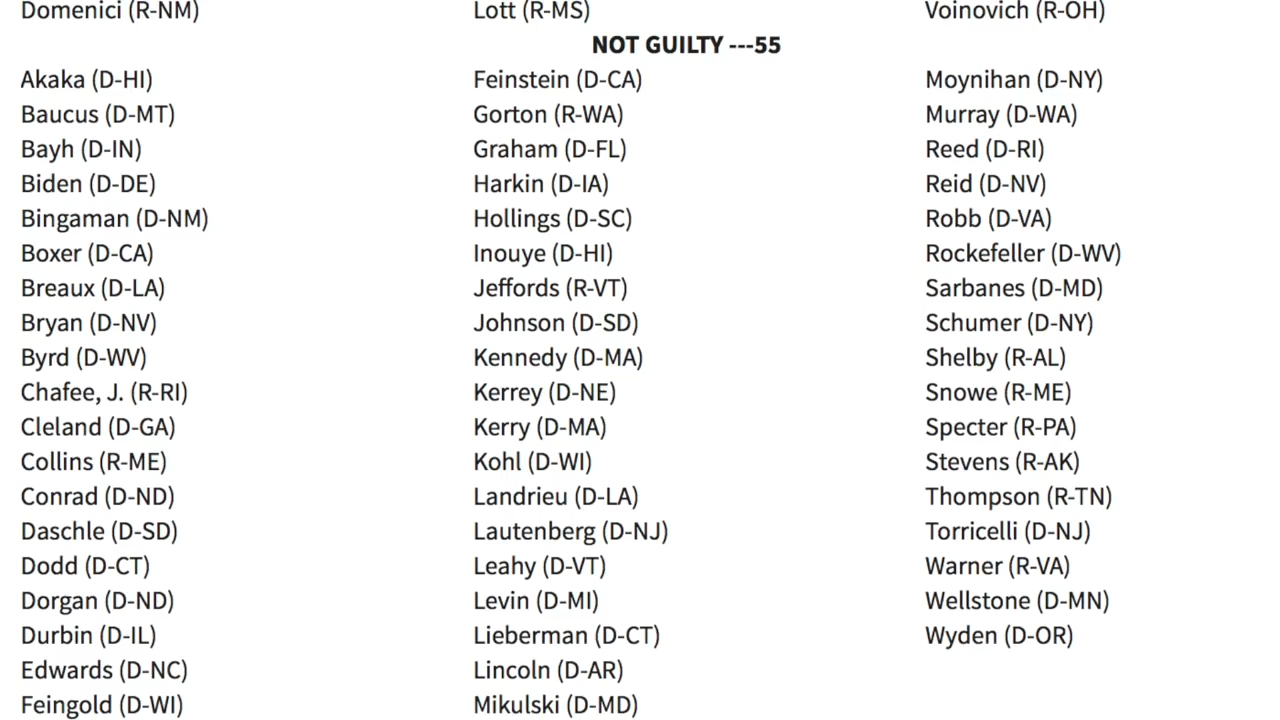 Domenici (R-NM) Lott (R-MS) Voinovich (R-OH)
NOT GUILTY ---55
Akaka (D-HI) Feinstein (D-CA) Moynihan (D-NY)
Baucus (D-MT) Gorton (R-WA) Murray (D-WA)
Bayh (D-IN) Graham (D-FL) Reed (D-RI)
Biden (D-DE) Harkin (D-IA) Reid (D-NV)
Bingaman (D-NM) Hollings (D-SC) Robb (D-VA)
Boxer (D-CA) Inouye (D-HI) Rockefeller (D-WV)
Breaux (D-LA) Jeffords (R-VT) Sarbanes (D-MD)
Bryan (D-NV) Johnson (D-SD) Schumer (D-NY)
Byrd (D-WV) Kennedy (D-MA) Shelby (R-AL)
Chafee, J. (R-RI) Kerrey (D-NE) Snowe (R-ME)
Cleland (D-GA) Kerry (D-MA) Specter (R-PA)
Collins (R-ME) Kohl (D-WI) Stevens (R-AK)
Conrad (D-ND) Landrieu (D-LA) Thompson (R-TN)
Daschle (D-SD) Lautenberg (D-NJ) Torricelli (D-NJ)
Dodd (D-CT) Leahy (D-VT) Warner (R-VA)
Dorgan (D-ND) Levin (D-MI) Wellstone (D-MN)
Durbin (D-IL) Lieberman (D-CT) Wyden (D-OR)
Edwards (D-NC) Lincoln (D-AR)
Feingold (D-WI) Mikulski (D-MD)